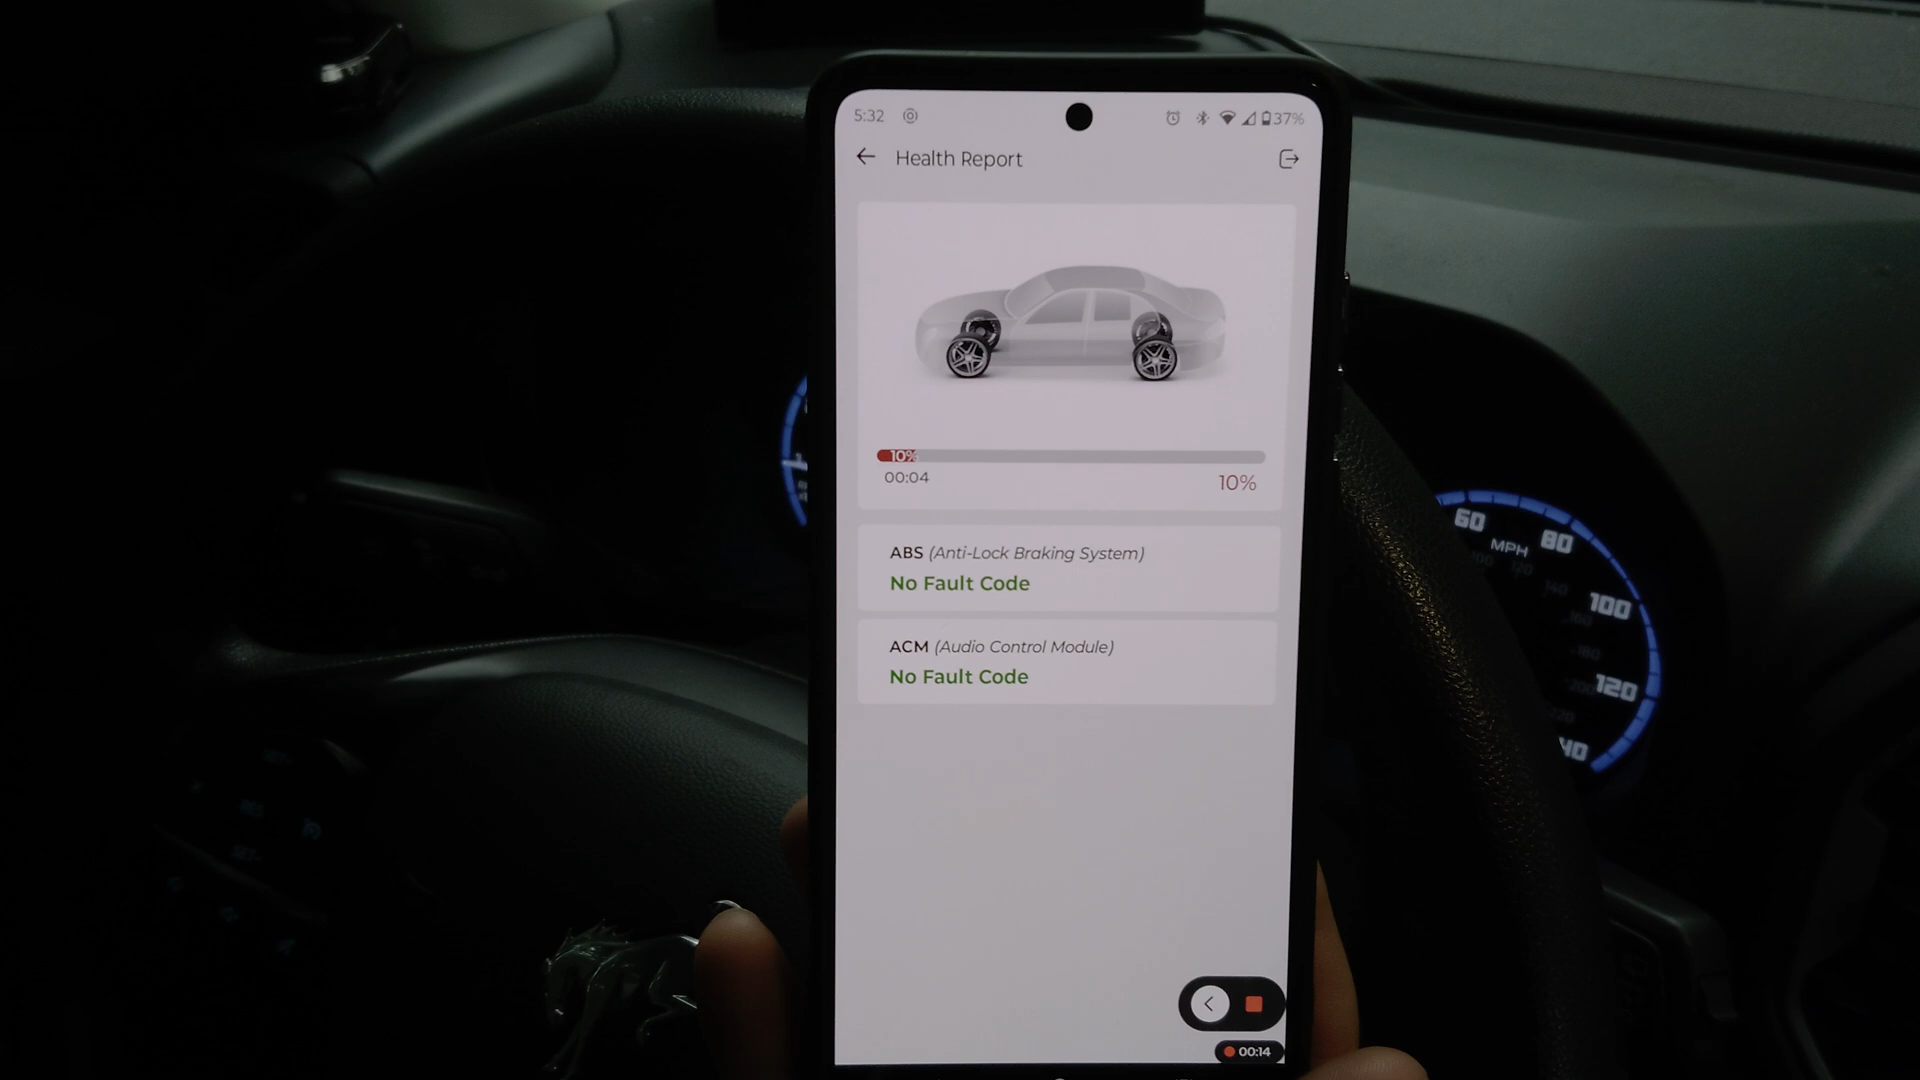 5:32
37%
Health Report
10%
00:04
10%
ABS (Anti-Lock Braking System)
No Fault Code
ACM (Audio Control Module)
No Fault Code
00:14
60
80
MPH
100
120